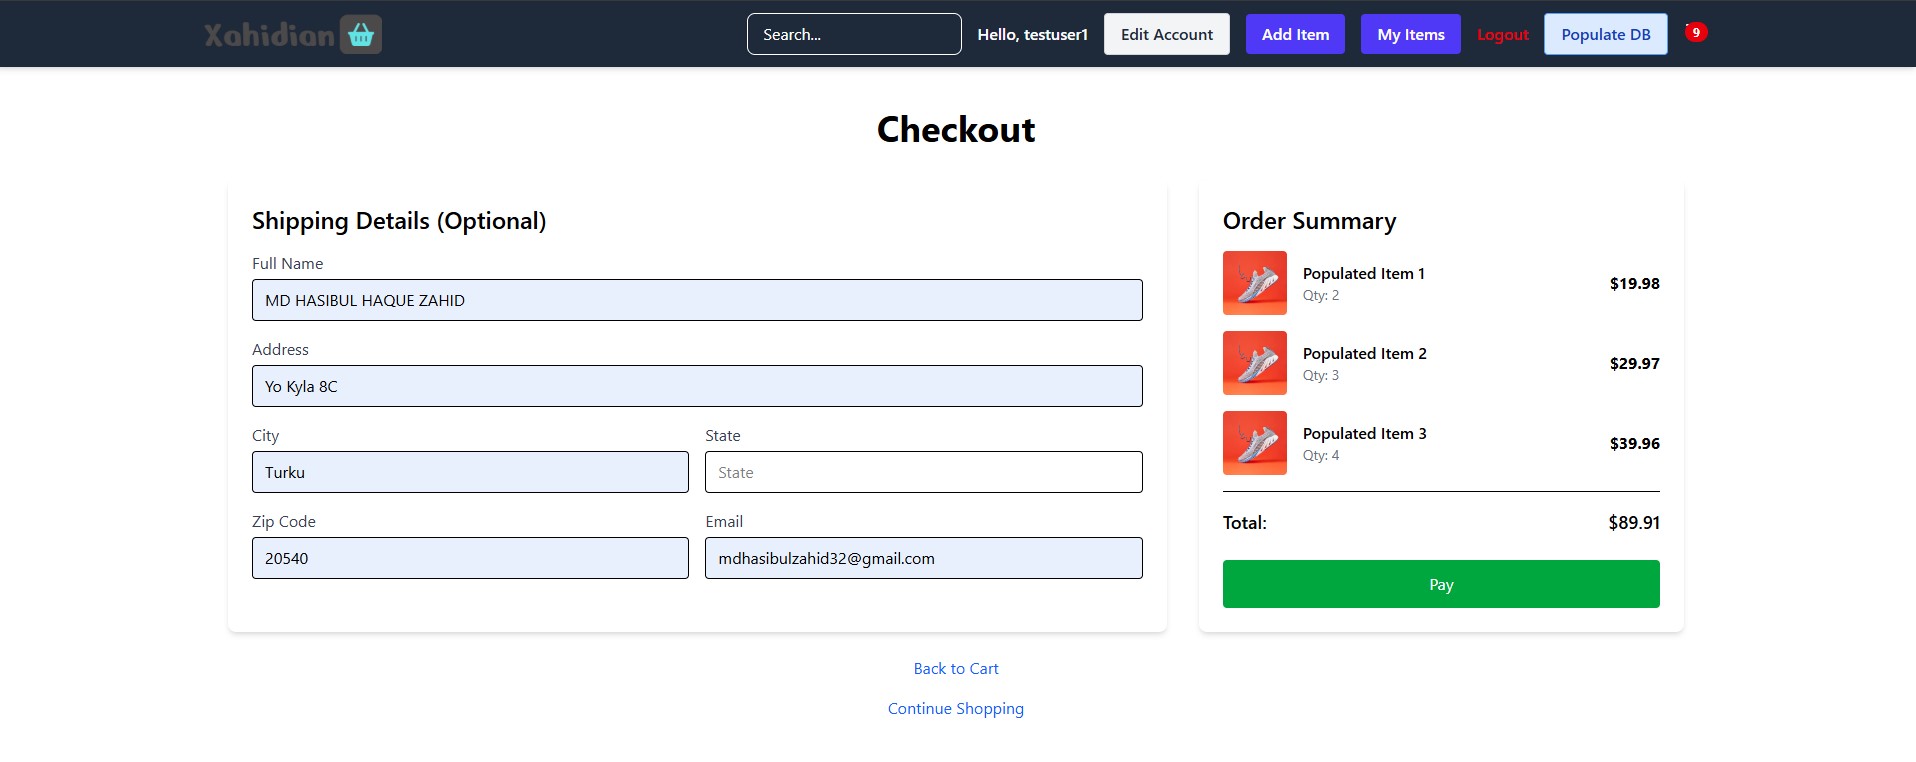 Xahidian
Search...
Hello, testuser1
Edit Account
Add Item
My Items
Logout
Populate DB
9
Checkout
Shipping Details (Optional)
Full Name
MD HASIBUL HAQUE ZAHID
Address
Yo Kyla 8C
City
State
Turku
State
Zip Code
Email
20540
mdhasibulzahid32@gmail.com
Order Summary
Populated Item 1
Qty: 2
$19.98
Populated Item 2
Qty: 3
$29.97
Populated Item 3
Qty: 4
$39.96
Total:
$89.91
Pay
Back to Cart
Continue Shopping